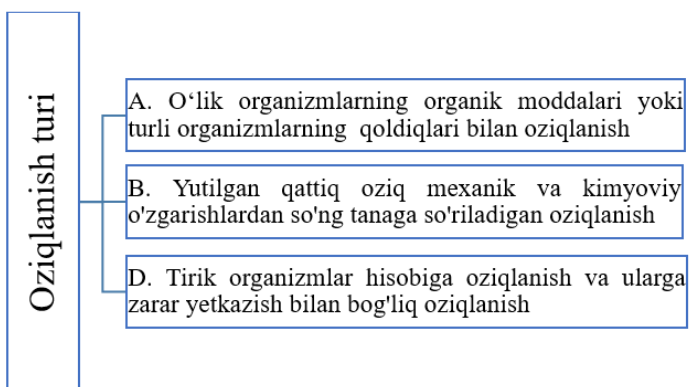 Oziqlanish turi
A. O‘lik organizmlarning organik moddalari yoki
turli organizmlarning qoldiqlari bilan oziqlanish
B. Yutilgan qattiq oziq mexanik va kimyoviy
o'zgarishlardan so'ng tanaga so'riladigan oziqlanish
D. Tirik organizmlar hisobiga oziqlanish va ularga
zarar yetkazish bilan bog'liq oziqlanish